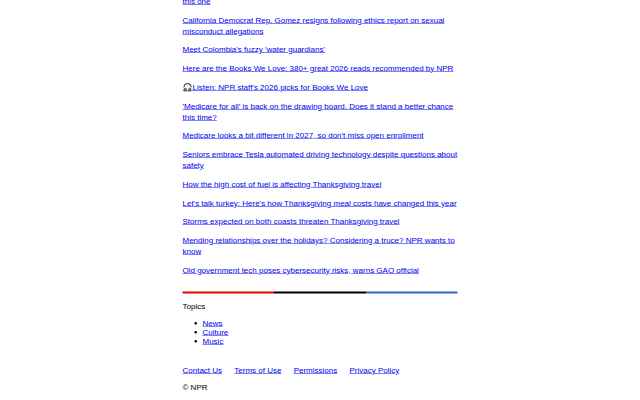 this one
California Democrat Rep. Gomez resigns following ethics report on sexual
misconduct allegations
Meet Colombia's fuzzy 'water guardians'
Here are the Books We Love: 380+ great 2026 reads recommended by NPR
🎧Listen: NPR staff's 2026 picks for Books We Love
'Medicare for all' is back on the drawing board. Does it stand a better chance
this time?
Medicare looks a bit different in 2027, so don't miss open enrollment
Seniors embrace Tesla automated driving technology despite questions about
safety
How the high cost of fuel is affecting Thanksgiving travel
Let's talk turkey: Here's how Thanksgiving meal costs have changed this year
Storms expected on both coasts threaten Thanksgiving travel
Mending relationships over the holidays? Considering a truce? NPR wants to
know
Old government tech poses cybersecurity risks, warns GAO official
Topics
News
Culture
Music
Contact Us Terms of Use Permissions Privacy Policy
© NPR